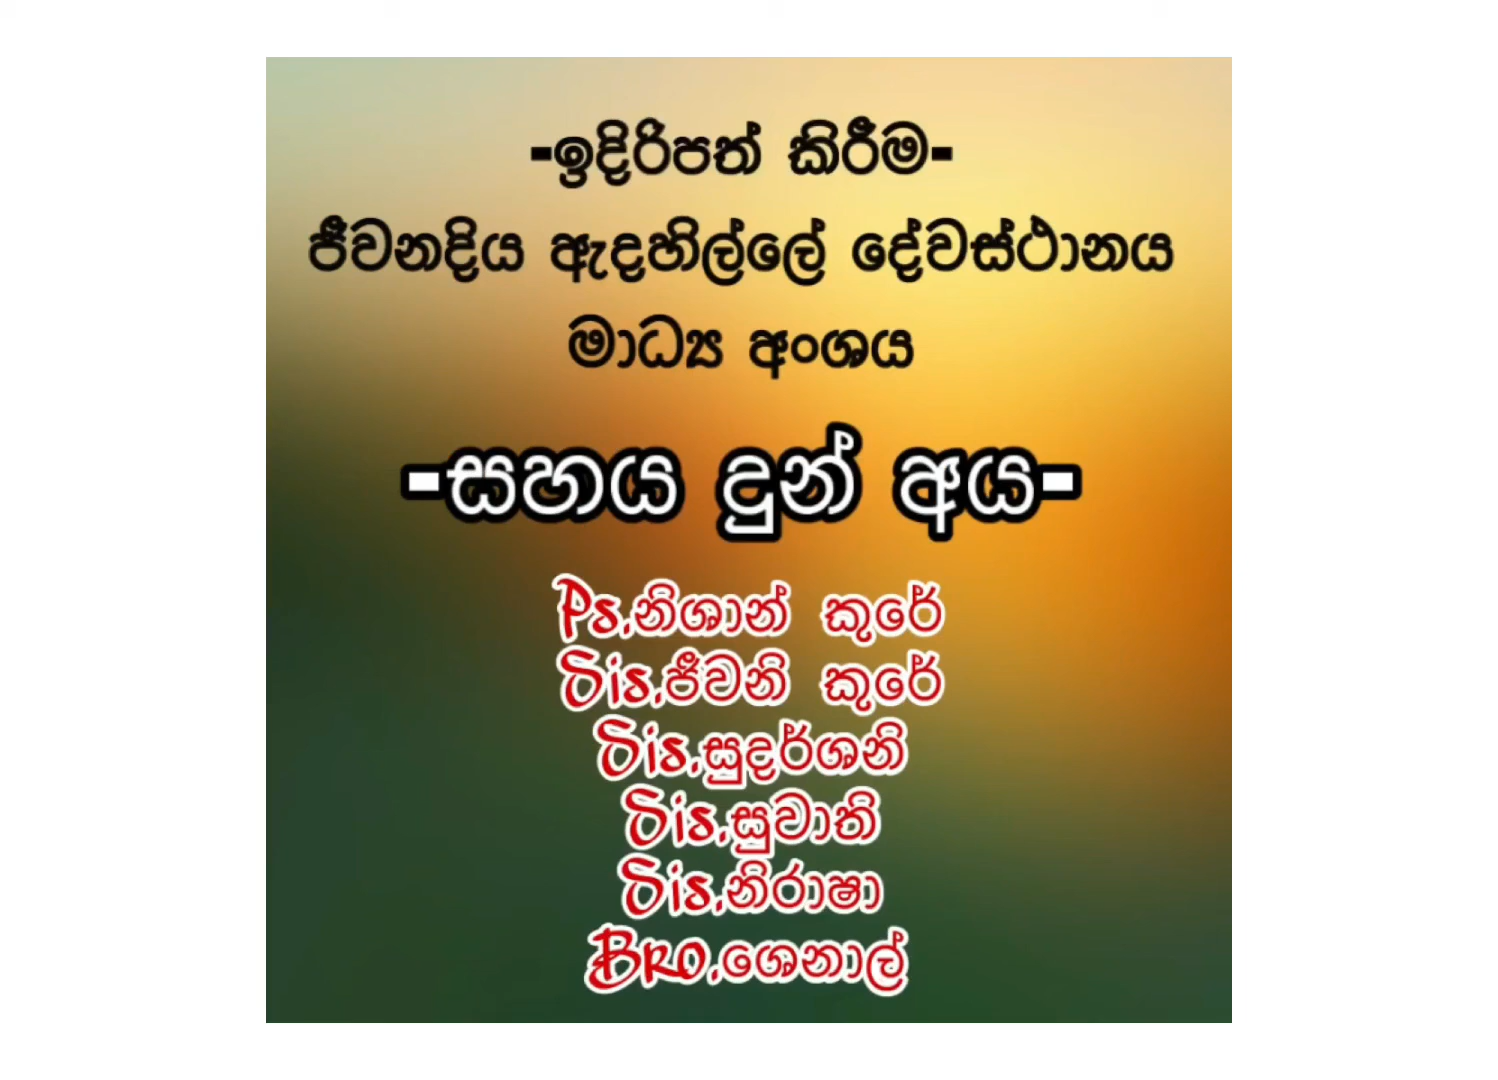 -ඉදිරිපත් කිරීම-
ජීවනදිය ඇදහිල්ලේ දේවස්ථානය
මාධ්‍ය අංශය
-සහය දුන් අය-
Ps.නිශාන් කුරේ
Sis.ජීවනි කුරේ
Sis.සුදර්ශනි
Sis.සුවාති
Sis.නිරාෂා
Bro.ශෙනාල්